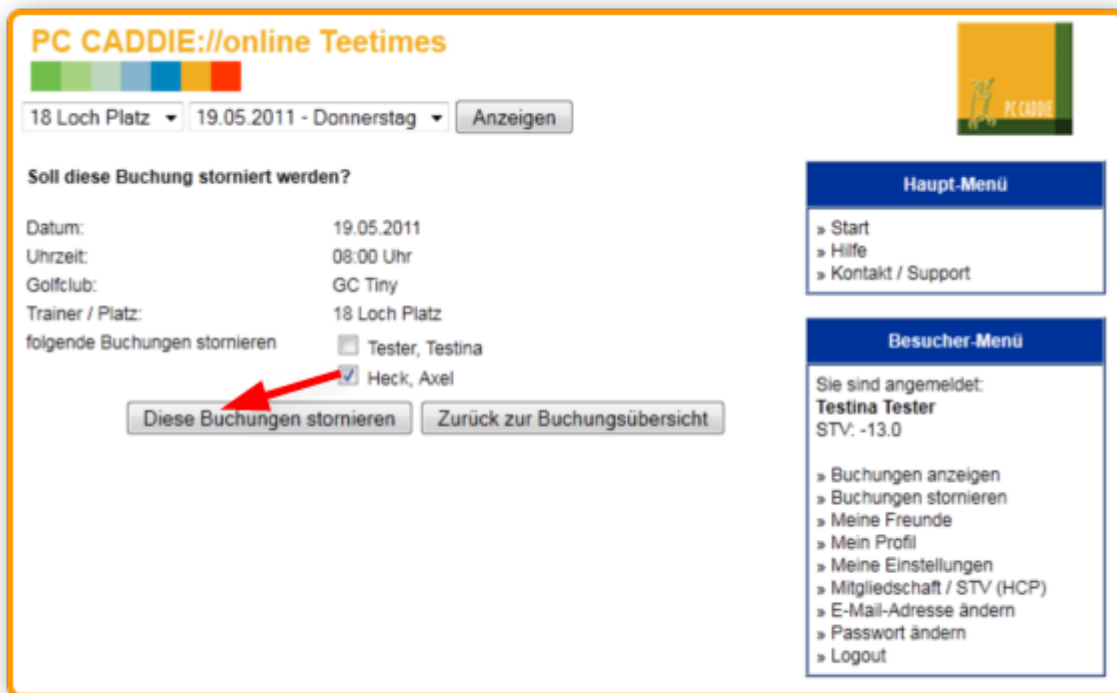 PC CADDIE://online Teetimes
PC CADDIE
18 Loch Platz 19.05.2011 - Donnerstag Anzeigen
Soll diese Buchung storniert werden?
Datum: 19.05.2011
Uhrzeit: 08:00 Uhr
Golfclub: GC Tiny
Trainer / Platz: 18 Loch Platz
folgende Buchungen stornieren Tester, Testina
Heck, Axel
Diese Buchungen stornieren Zurück zur Buchungsübersicht
Haupt-Menü
» Start
» Hilfe
» Kontakt / Support
Besucher-Menü
Sie sind angemeldet:
Testina Tester
STV: -13.0
» Buchungen anzeigen
» Buchungen stornieren
» Meine Freunde
» Mein Profil
» Meine Einstellungen
» Mitgliedschaft / STV (HCP)
» E-Mail-Adresse ändern
» Passwort ändern
» Logout